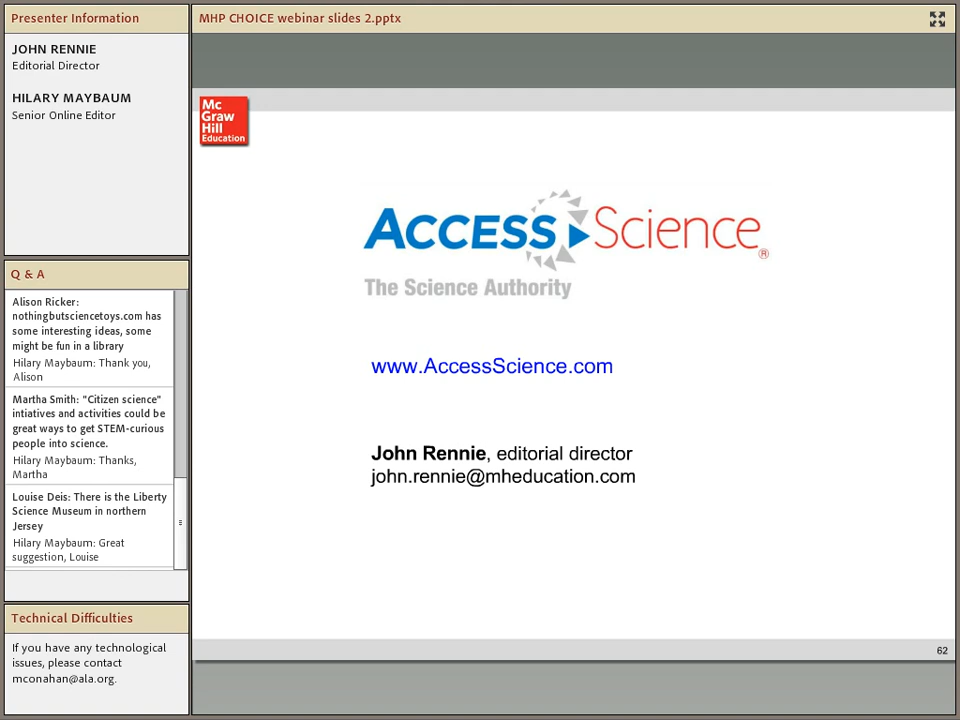 Presenter Information
JOHN RENNIE
Editorial Director
HILARY MAYBAUM
Senior Online Editor
Q & A
Alison Ricker:
nothingbutsciencetoys.com has
some interesting ideas, some
might be fun in a library
Hilary Maybaum: Thank you,
Alison
Martha Smith: "Citizen science"
intiatives and activities could be
great ways to get STEM-curious
people into science.
Hilary Maybaum: Thanks,
Martha
Louise Deis: There is the Liberty
Science Museum in northern
Jersey
Hilary Maybaum: Great
suggestion, Louise
Technical Difficulties
If you have any technological
issues, please contact
mconahan@ala.org.
MHP CHOICE webinar slides 2.pptx
Mc
Graw
Hill
Education
ACCESS Science®
The Science Authority
www.AccessScience.com
John Rennie, editorial director
john.rennie@mheducation.com
62